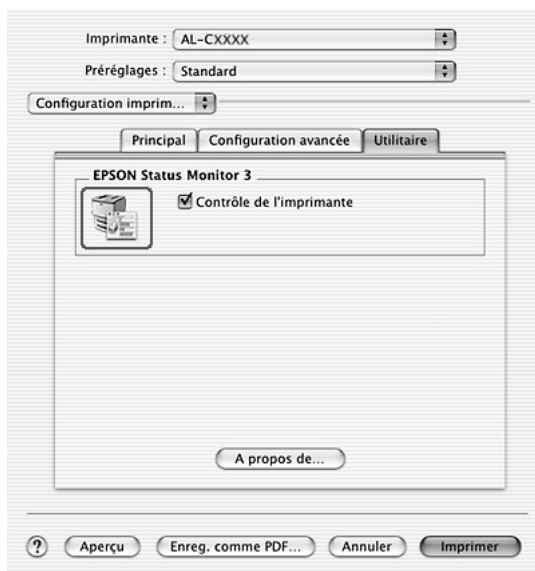 Imprimante : AL-CXXXX
Préréglages : Standard
Configuration imprim...
Principal Configuration avancée Utilitaire
EPSON Status Monitor 3
Contrôle de l'imprimante
A propos de...
? Aperçu Enreg. comme PDF... Annuler Imprimer